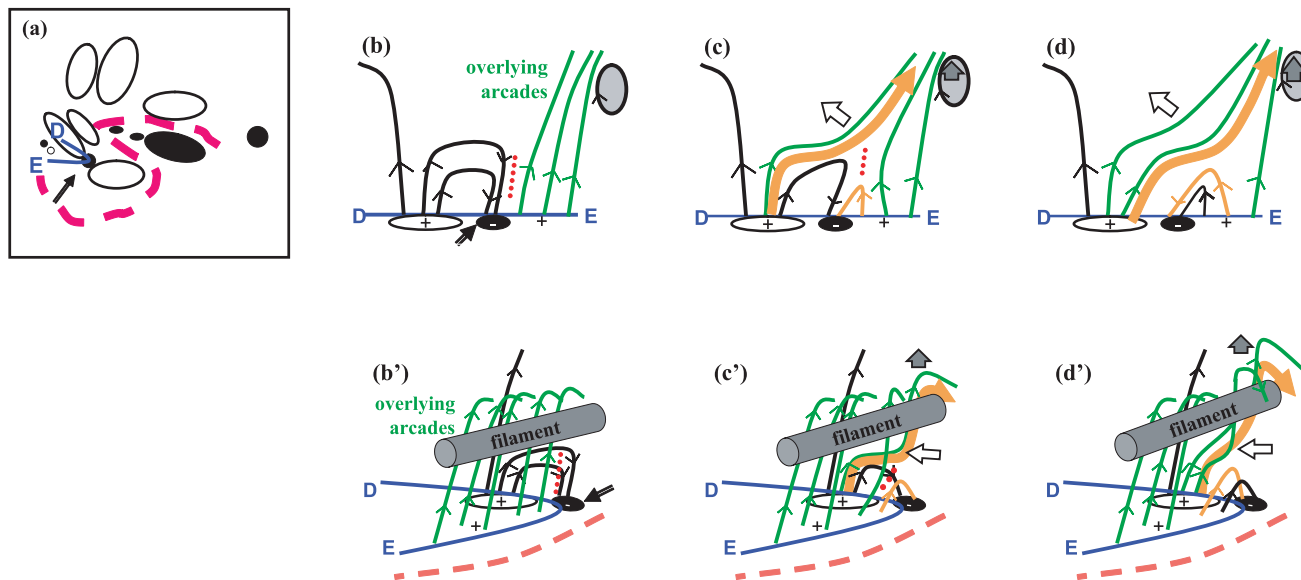 (a)
D
E
(b)
overlying
arcades
D
+
-
+
E
(c)
D
+
-
+
E
(d)
D
+
-
+
E
(b')
overlying
arcades
filament
D
+
-
+
E
(c')
filament
D
+
-
+
E
(d')
filament
D
+
-
+
E